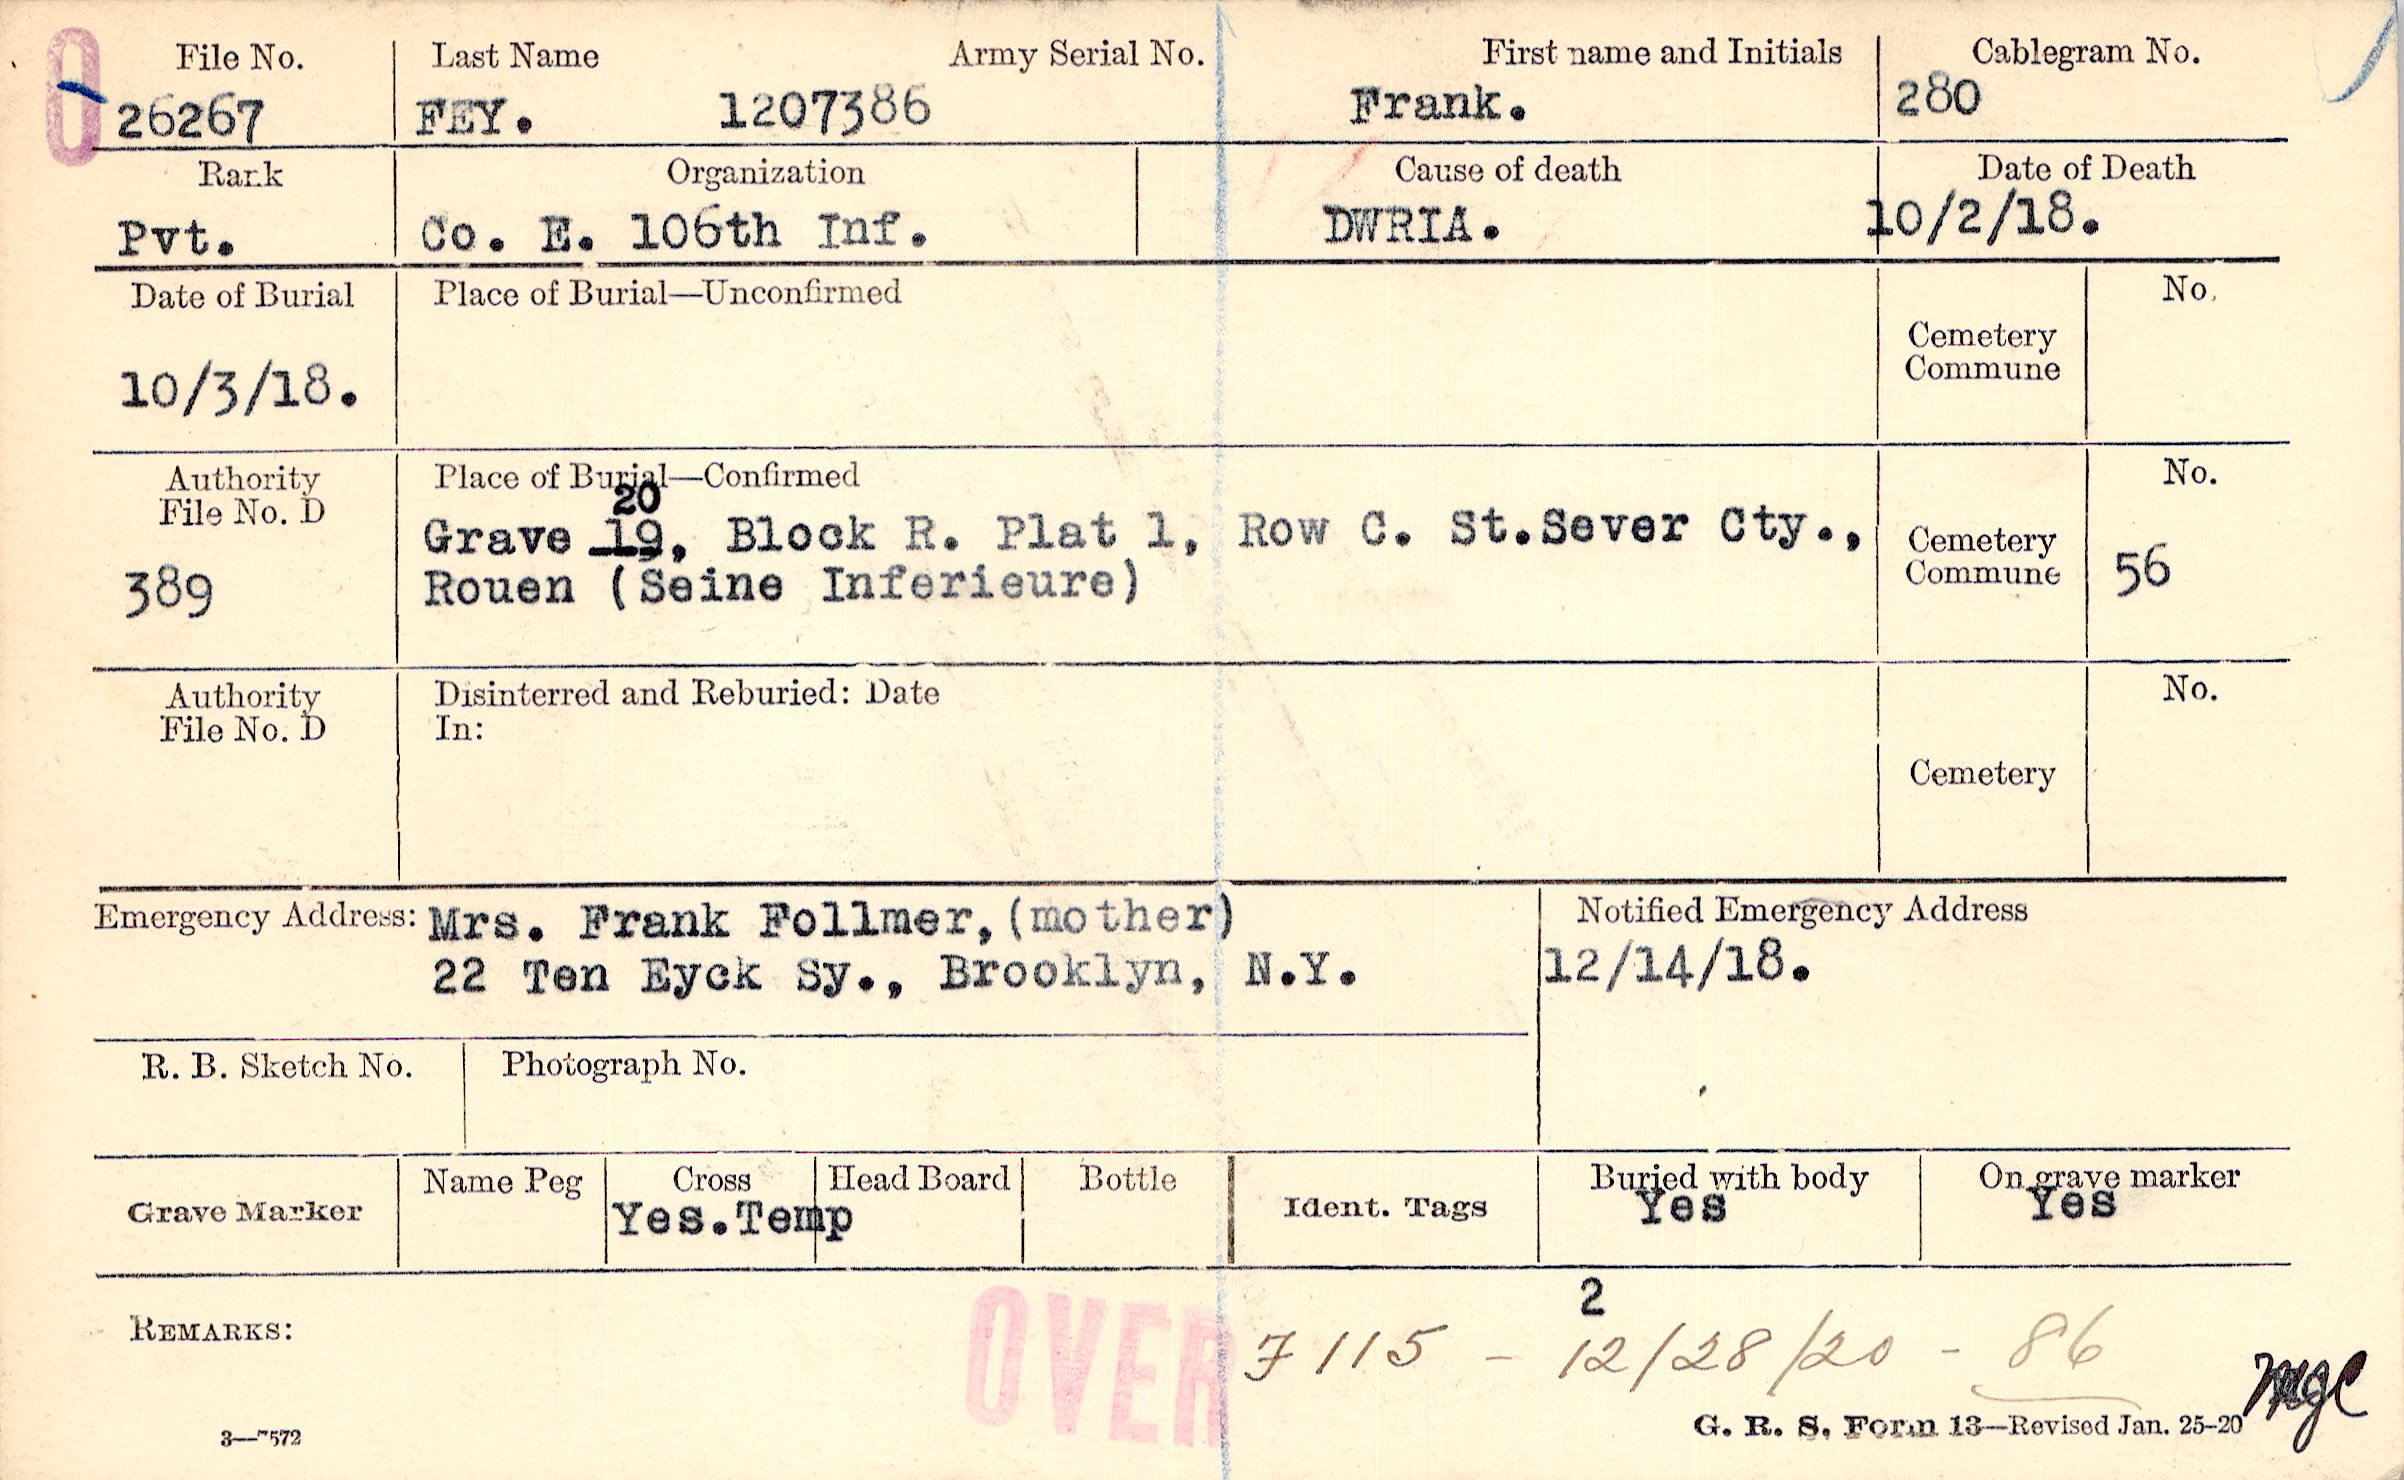 File No. Last Name Army Serial No. First name and Initials Cablegram No.
26267 FEY. 1207386 Frank. 280
Rank Organization Cause of death Date of Death
Pvt. Co. E. 106th Inf. DWRIA. 10/2/18.
Date of Burial Place of Burial—Unconfirmed No.
Cemetery
Commune
10/3/18.
Authority Place of Burial—Confirmed No.
File No. D
20
Grave 19, Block R. Plat 1, Row C. St.Sever Cty.,
Rouen (Seine Inferieure)
389
Cemetery
Commune
56
Authority Disinterred and Reburied: Date No.
File No. D In:
Cemetery
Emergency Address: Mrs. Frank Follmer, (mother)
22 Ten Eyck Sy., Brooklyn, N.Y.
Notified Emergency Address
12/14/18.
R. B. Sketch No. Photograph No.
Grave Marker Name Peg Cross Head Board Bottle Ident. Tags Buried with body On grave marker
Yes.Temp Yes Yes
2
REMARKS: OVER 7115 - 12/28/20 - 86
3—7572 G. R. S. Form 13—Revised Jan. 25-20